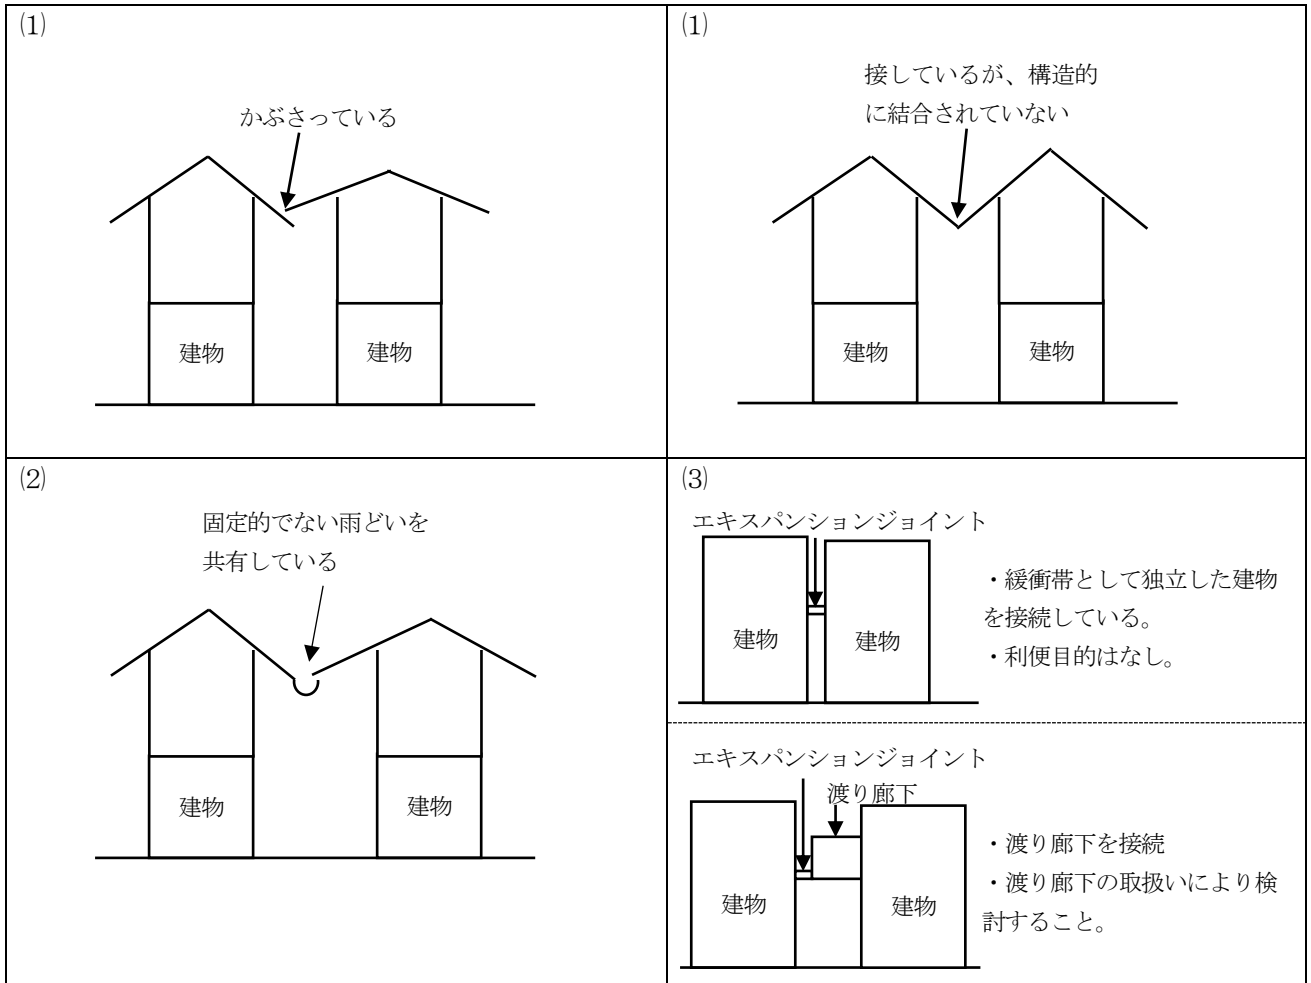 ⑴
かぶさっている
建物
建物
⑴
接しているが、構造的
に結合されていない
建物
建物
⑵
固定的でない雨どいを
共有している
建物
建物
⑶
エキスパンションジョイント
建物
建物
・緩衝帯として独立した建物
を接続している。
・利便目的はなし。
エキスパンションジョイント
渡り廊下
建物
建物
・渡り廊下を接続
・渡り廊下の取扱いにより検
討すること。